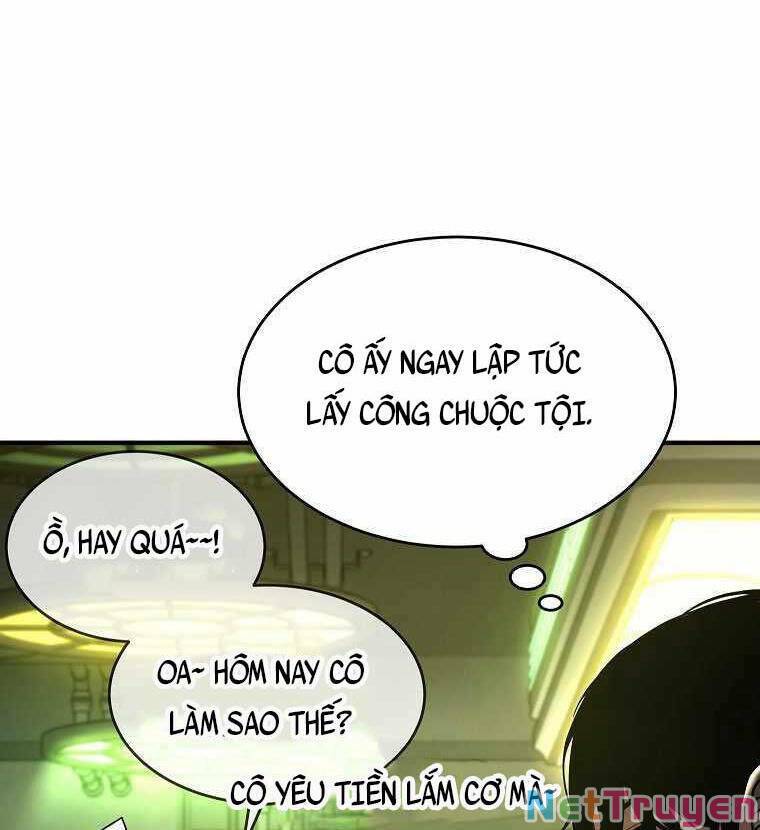 CÔ ẤY NGAY LẬP TỨC
LẤY CÔNG CHUỘC TỘI.
Ồ, HAY QUÁ~~!
OA~ HÔM NAY CÔ
LÀM SAO THẾ?
CÔ YÊU TIỀN LẮM CƠ MÀ~
NetTruyen